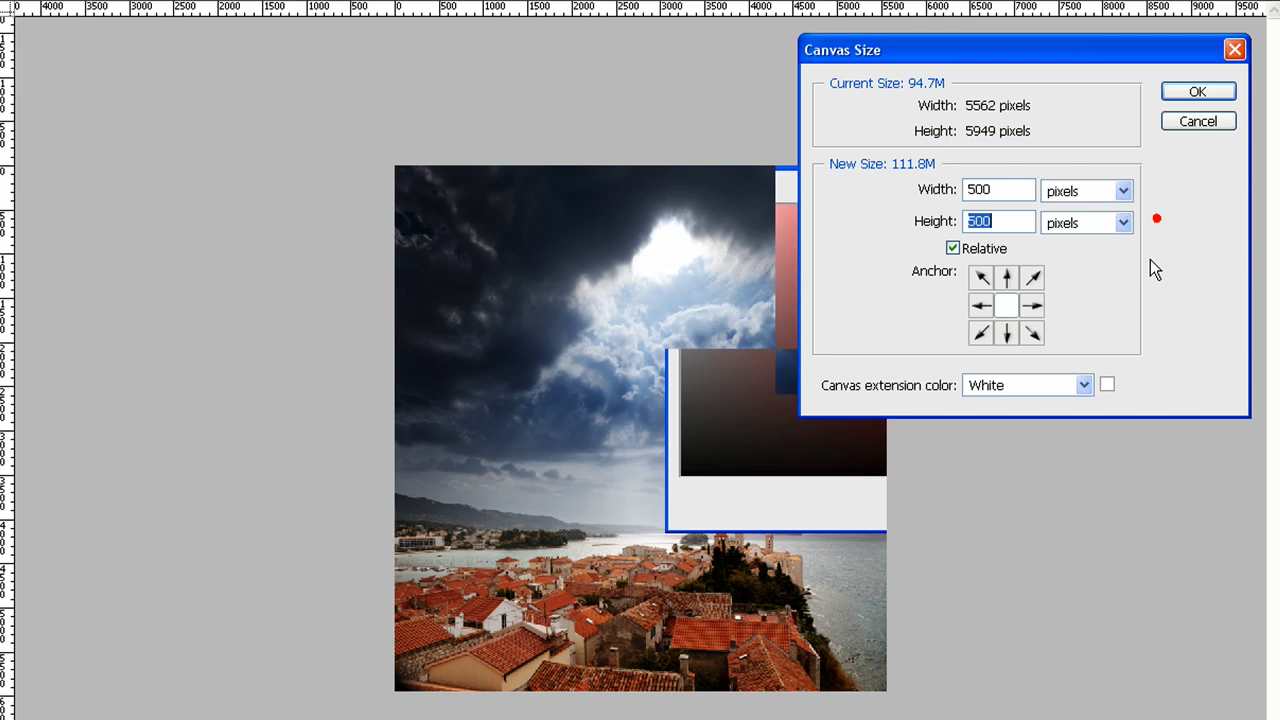 0 4000 3500 3000 2500 2000 1500 1000 500 0 500 1000 1500 2000 2500 3000 3500 4000 4500 5000 5500 6000 6500 7000 7500 8000 8500 9000 9500
Canvas Size
Current Size: 94.7M
Width: 5562 pixels
Height: 5949 pixels
OK
Cancel
New Size: 111.8M
Width: 500 pixels
Height: 500 pixels
Relative
Anchor:
Canvas extension color: White